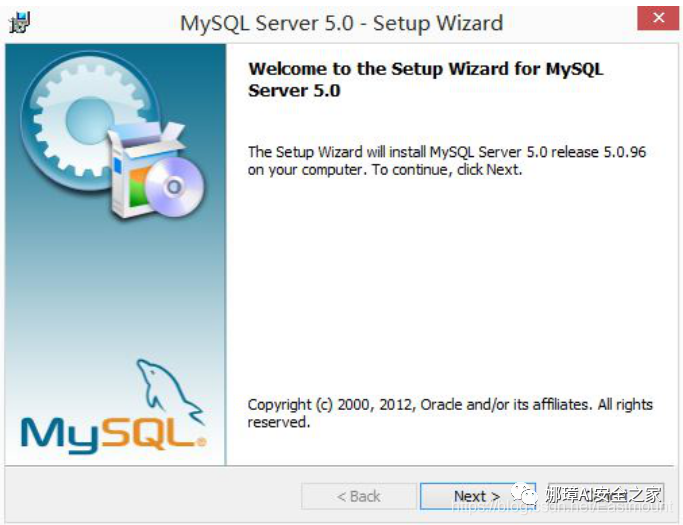 MySQL Server 5.0 - Setup Wizard
Welcome to the Setup Wizard for MySQL
Server 5.0
The Setup Wizard will install MySQL Server 5.0 release 5.0.96
on your computer. To continue, click Next.
Copyright (c) 2000, 2012, Oracle and/or its affiliates. All rights
reserved.
MySQL
< Back
Next >
娜璋AI安全之家
https://blog.csdn.net/Eastmount